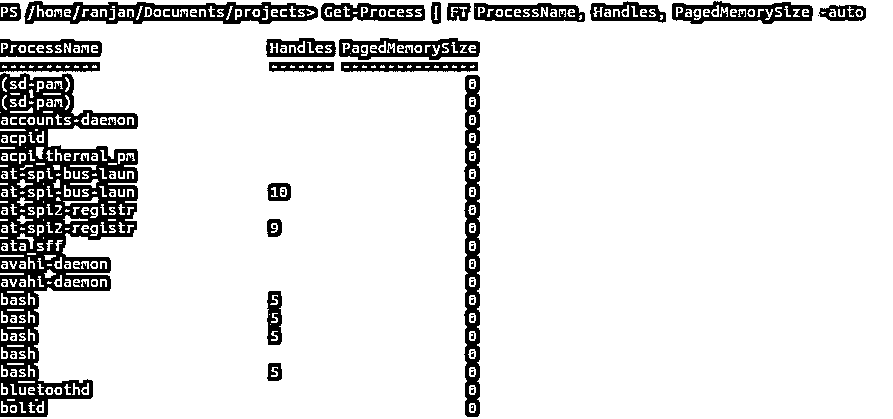 PS /home/ranjan/Documents/projects> Get-Process | FT ProcessName, Handles, PagedMemorySize -auto
ProcessName Handles PagedMemorySize
----------- ------- ---------------
(sd-pam) 0
(sd-pam) 0
accounts-daemon 0
acpid 0
acpi_thermal_pm 0
at-spi-bus-laun 0
at-spi-bus-laun 10 0
at-spi2-registr 0
at-spi2-registr 9 0
ata_sff 0
avahi-daemon 0
avahi-daemon 0
bash 5 0
bash 5 0
bash 5 0
bash 0
bash 5 0
bluetoothd 0
boltd 0